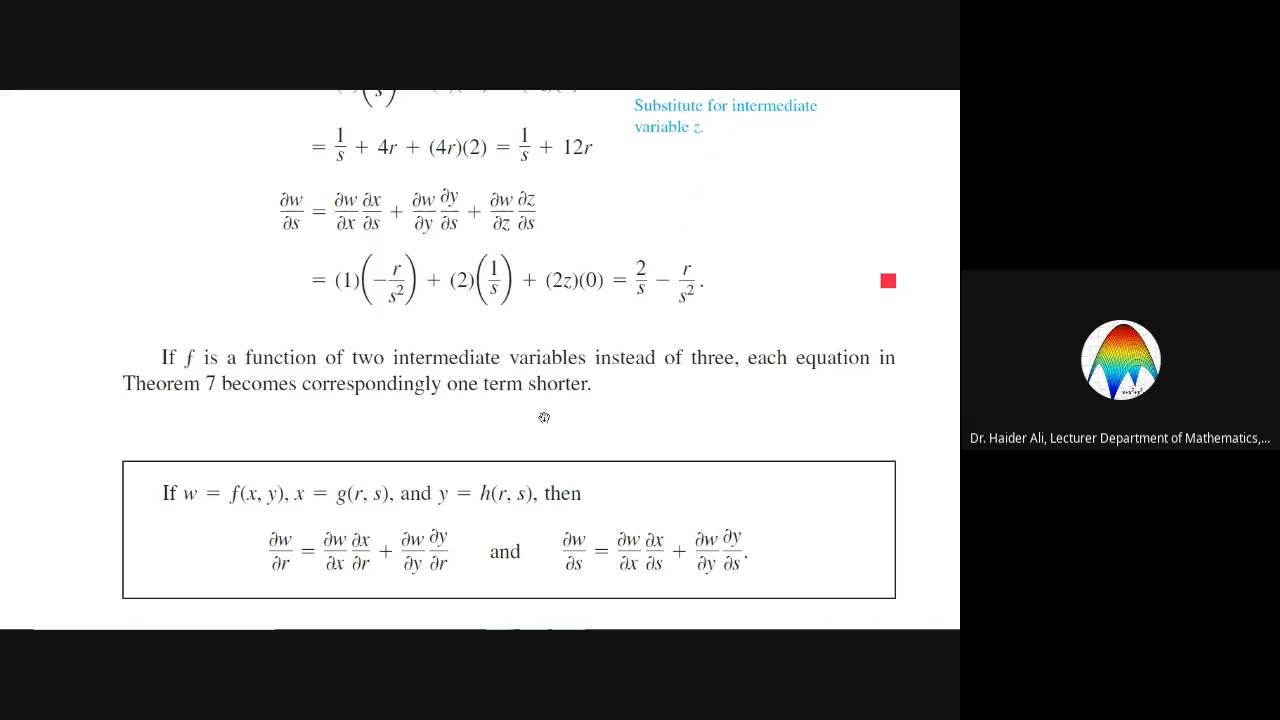 Substitute for intermediate
variable z.
= 1/s + 4r + (4r)(2) = 1/s + 12r
∂w/∂s = ∂w/∂x ∂x/∂s + ∂w/∂y ∂y/∂s + ∂w/∂z ∂z/∂s
= (1)(−r/s²) + (2)(1/s) + (2z)(0) = 2/s − r/s².
If f is a function of two intermediate variables instead of three, each equation in
Theorem 7 becomes correspondingly one term shorter.
If w = f(x, y), x = g(r, s), and y = h(r, s), then
∂w/∂r = ∂w/∂x ∂x/∂r + ∂w/∂y ∂y/∂r and ∂w/∂s = ∂w/∂x ∂x/∂s + ∂w/∂y ∂y/∂s.
Dr. Haider Ali, Lecturer Department of Mathematics,...